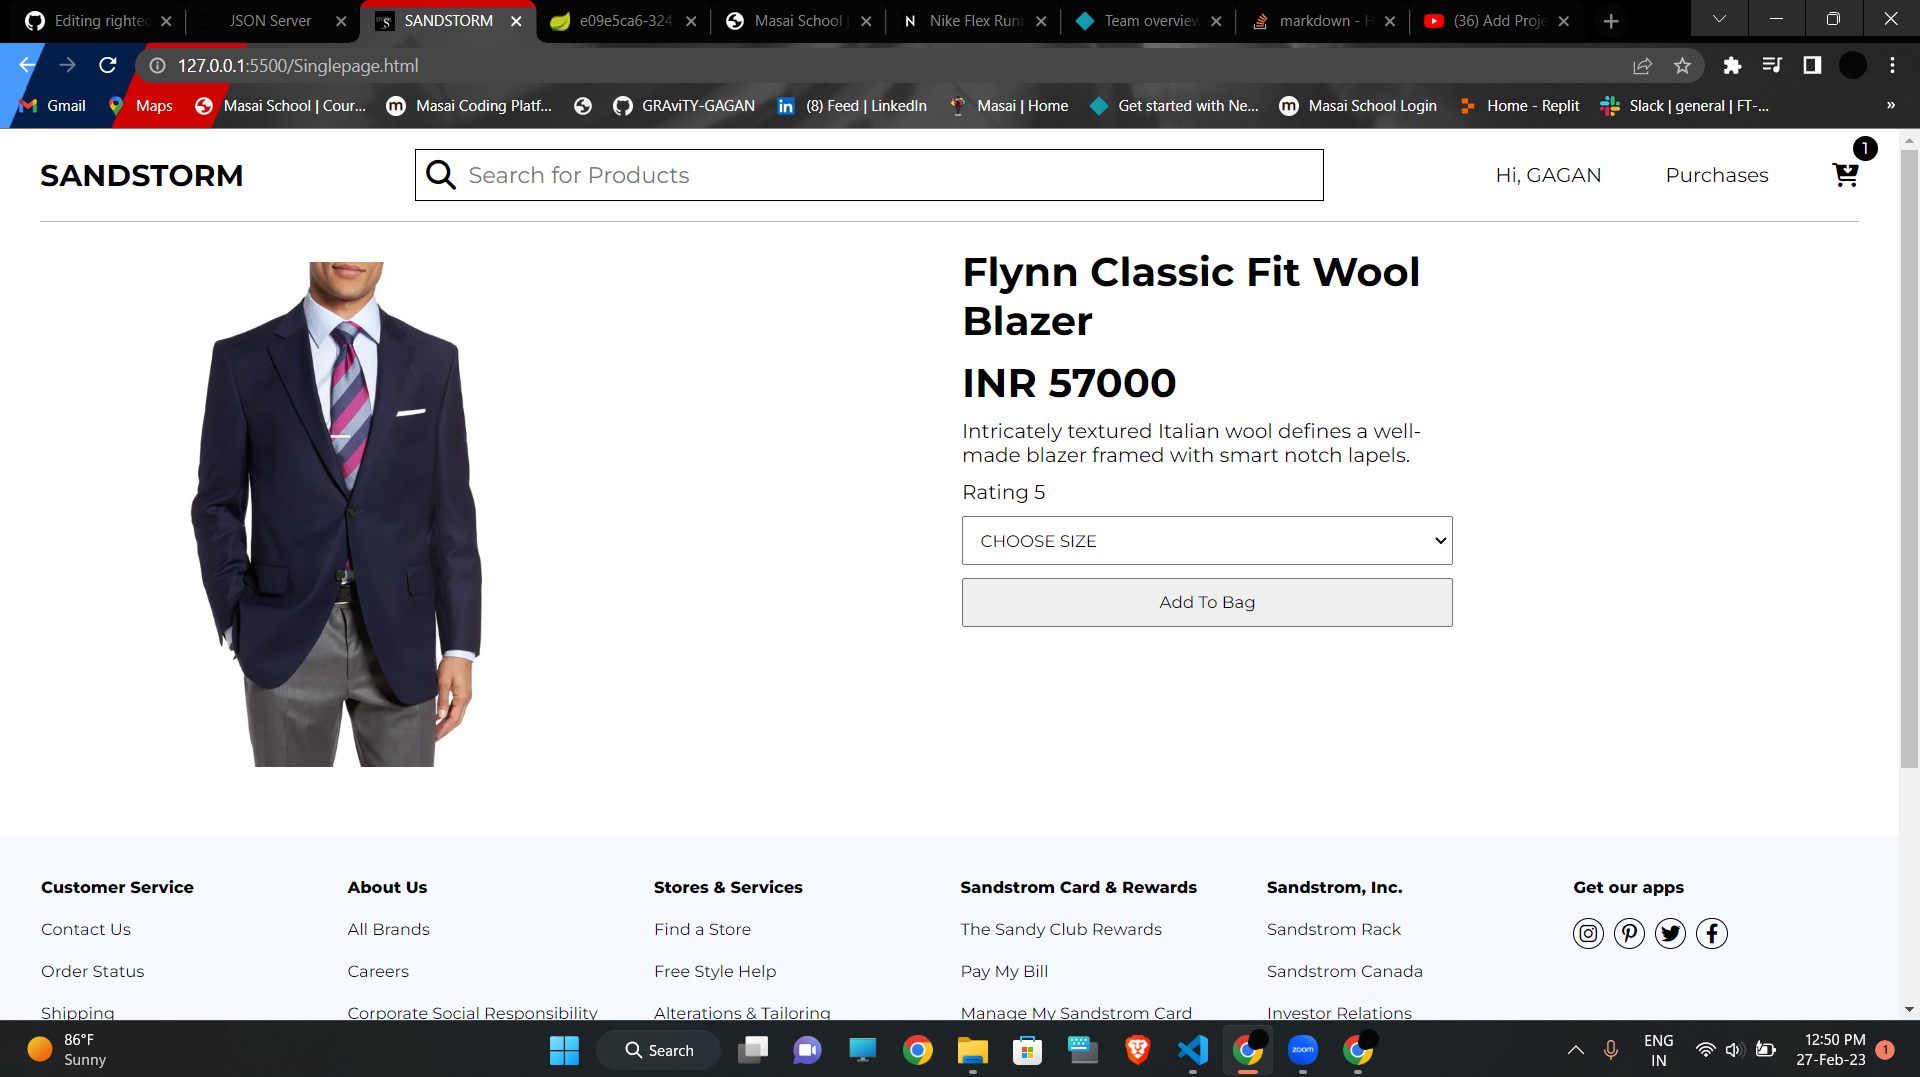 Editing righted
JSON Server
SANDSTORM
e09e5ca6-324
Masai School |
Nike Flex Run
Team overview
markdown - H
(36) Add Proje
127.0.0.1:5500/Singlepage.html
Gmail
Maps
Masai School | Cour...
Masai Coding Platf...
GRAviTY-GAGAN
(8) Feed | LinkedIn
Masai | Home
Get started with Ne...
Masai School Login
Home - Replit
Slack | general | FT-...
»
SANDSTORM
Search for Products
Hi, GAGAN
Purchases
1
Flynn Classic Fit Wool
Blazer
INR 57000
Intricately textured Italian wool defines a well-
made blazer framed with smart notch lapels.
Rating 5
CHOOSE SIZE
Add To Bag
Customer Service
About Us
Stores & Services
Sandstrom Card & Rewards
Sandstrom, Inc.
Get our apps
Contact Us
All Brands
Find a Store
The Sandy Club Rewards
Sandstrom Rack
Order Status
Careers
Free Style Help
Pay My Bill
Sandstrom Canada
Shipping
Corporate Social Responsibility
Alterations & Tailoring
Manage My Sandstrom Card
Investor Relations
86°F
Sunny
Search
zoom
ENG
IN
12:50 PM
27-Feb-23
1